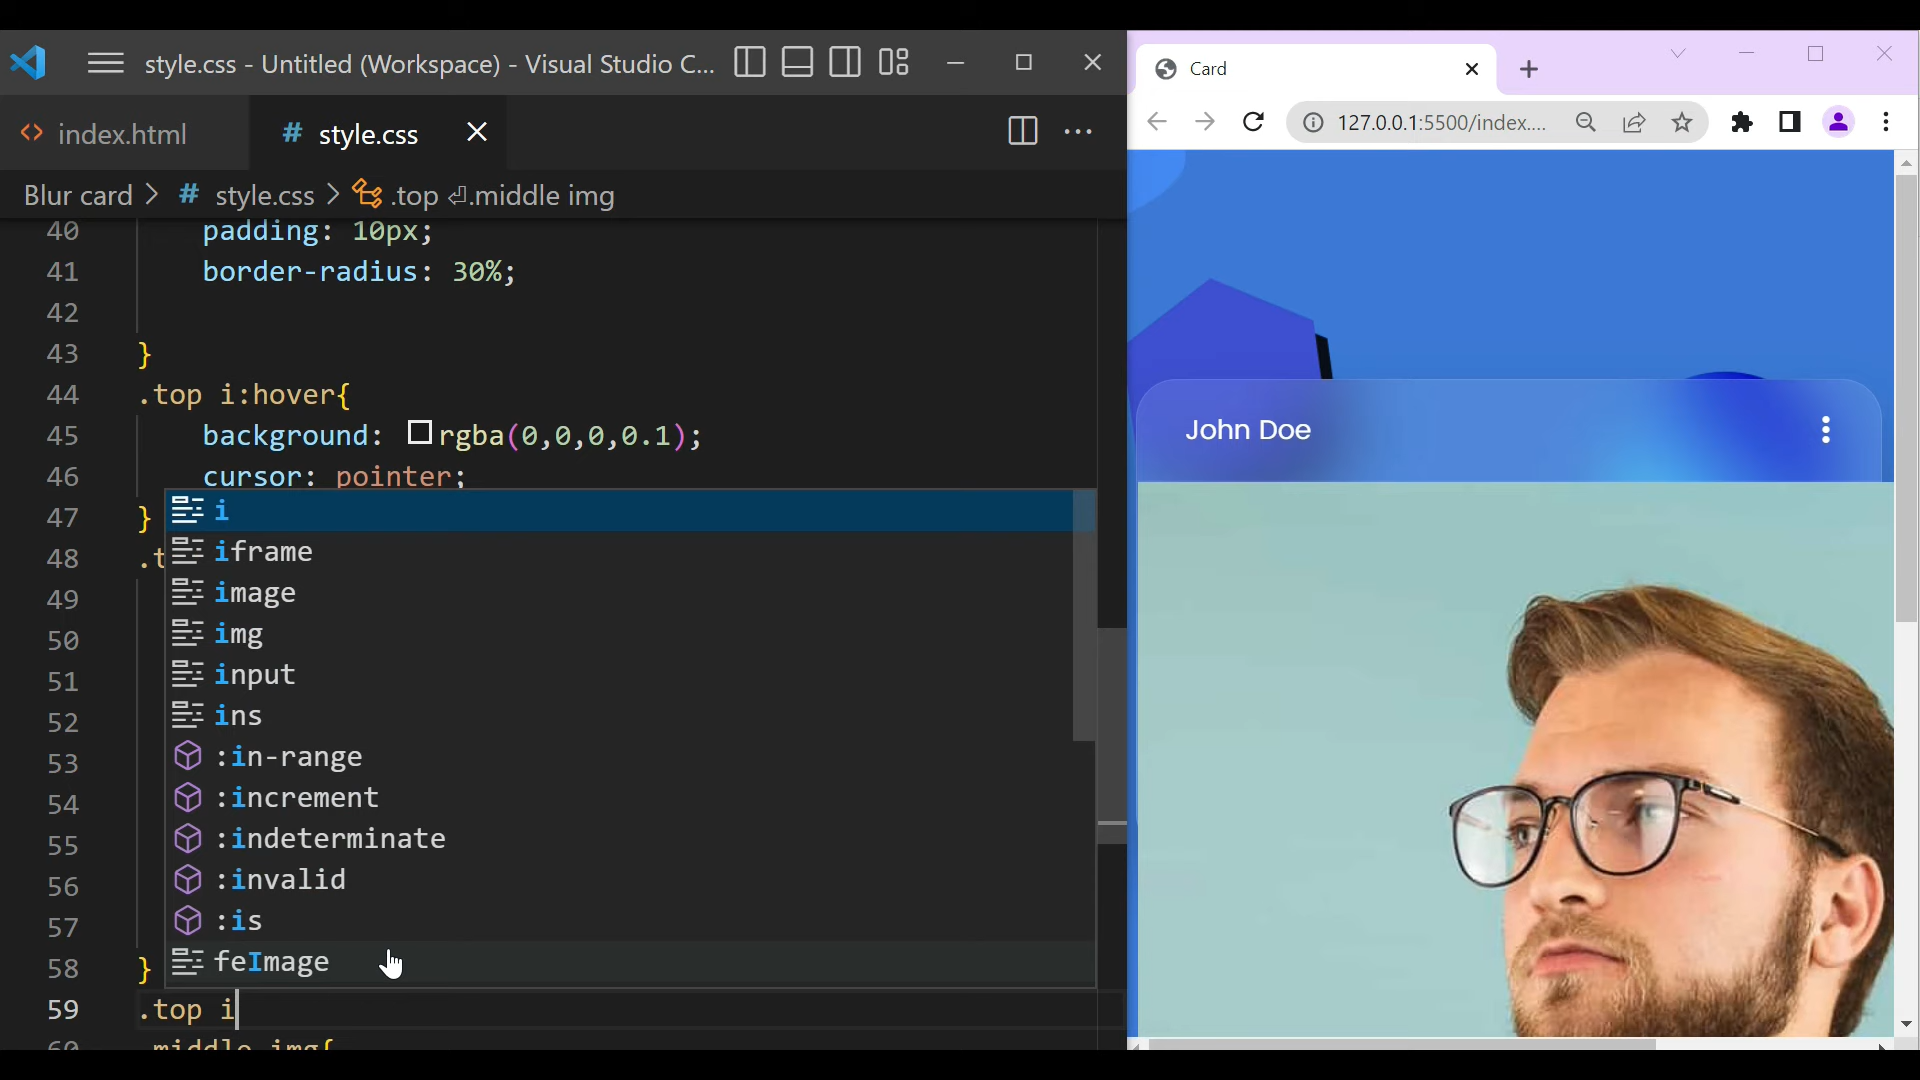 style.css - Untitled (Workspace) - Visual Studio C...
index.html
# style.css
Blur card > # style.css > .top ⏎.middle img
40 padding: 10px;
41 border-radius: 30%;
42
43 }
44 .top i:hover{
45 background: rgba(0,0,0,0.1);
46 cursor: pointer;
47 }
48 .t
49
50
51
52
53
54
55
56
57
58 }
59 .top i
60 .middle img{
i
iframe
image
img
input
ins
:in-range
:increment
:indeterminate
:invalid
:is
feImage
Card
127.0.0.1:5500/index....
John Doe